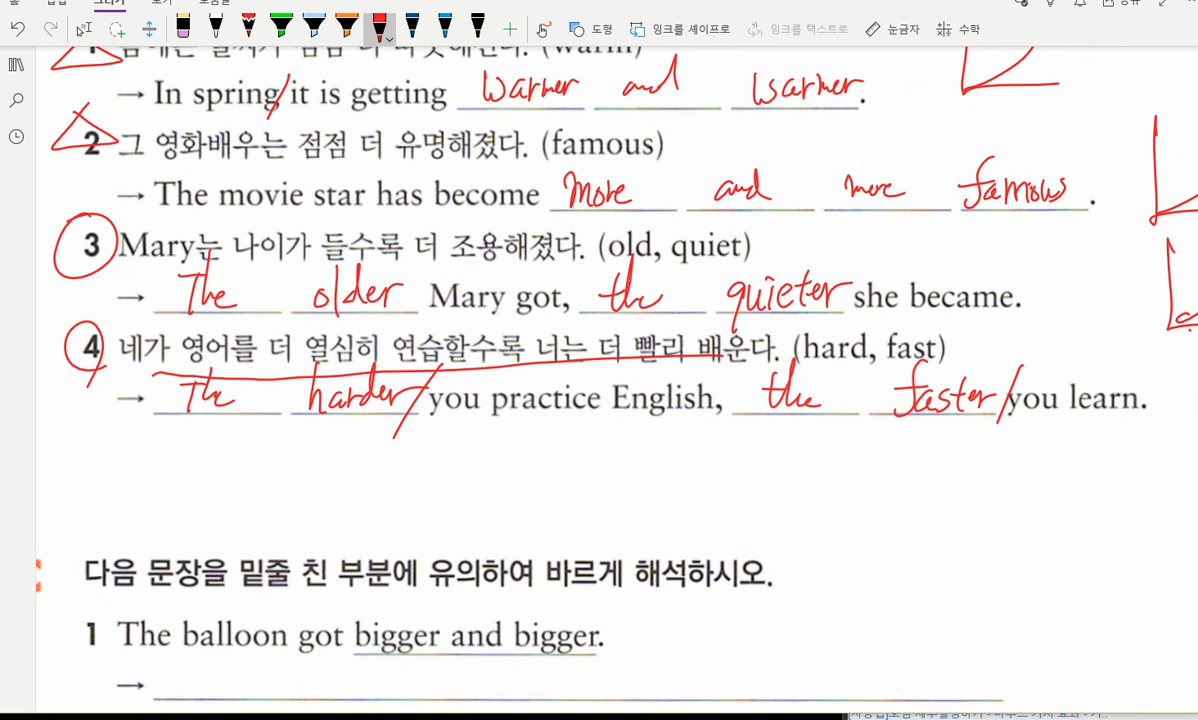 도형 잉크를 셰이프로 잉크를 텍스트로 눈금자 수학
→ In spring/it is getting warmer and warmer.
2 그 영화배우는 점점 더 유명해졌다. (famous)
→ The movie star has become more and more famous.
3 Mary는 나이가 들수록 더 조용해졌다. (old, quiet)
→ The older Mary got, the quieter she became.
4 네가 영어를 더 열심히 연습할수록 너는 더 빨리 배운다. (hard, fast)
→ The harder/you practice English, the faster/you learn.
다음 문장을 밑줄 친 부분에 유의하여 바르게 해석하시오.
1 The balloon got bigger and bigger.
→